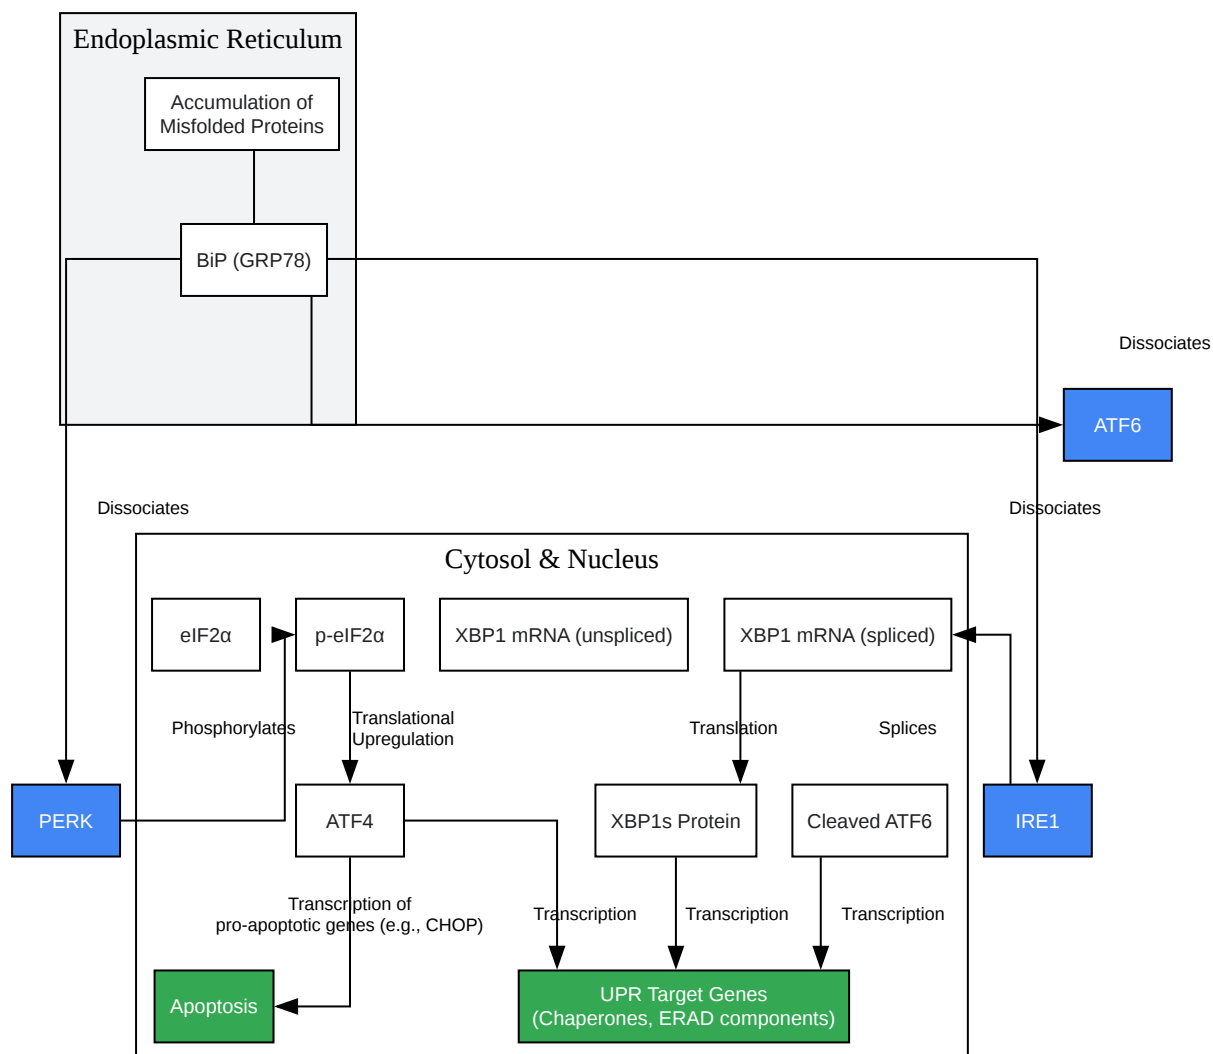 Endoplasmic Reticulum
Accumulation of
Misfolded Proteins
BiP (GRP78)
Dissociates
ATF6
Dissociates
Dissociates
Cytosol & Nucleus
eIF2α
p-eIF2α
XBP1 mRNA (unspliced)
XBP1 mRNA (spliced)
Phosphorylates
Translational
Upregulation
Translation
Splices
PERK
ATF4
XBP1s Protein
Cleaved ATF6
IRE1
Transcription of
pro-apoptotic genes (e.g., CHOP)
Transcription
Transcription
Transcription
Apoptosis
UPR Target Genes
(Chaperones, ERAD components)